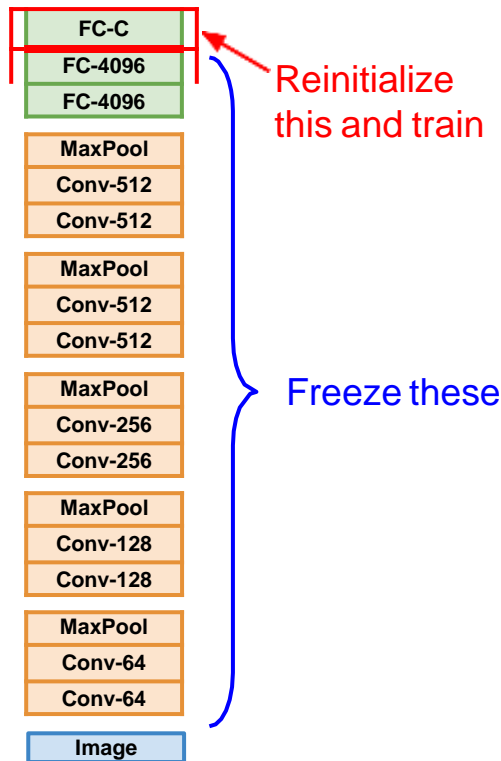 FC-C
FC-4096
FC-4096
Reinitialize
this and train
MaxPool
Conv-512
Conv-512
MaxPool
Conv-512
Conv-512
MaxPool
Conv-256
Conv-256
Freeze these
MaxPool
Conv-128
Conv-128
MaxPool
Conv-64
Conv-64
Image